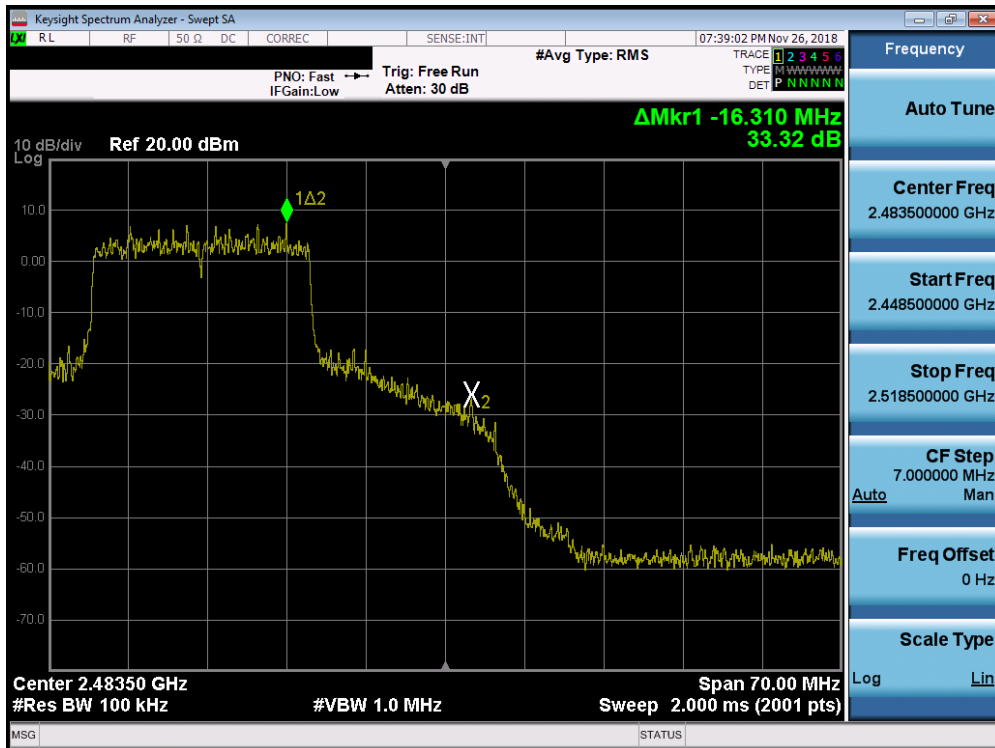 Keysight Spectrum Analyzer - Swept SA
LXI RL RF 50 Ω DC CORREC SENSE:INT 07:39:02 PM Nov 26, 2018
#Avg Type: RMS TRACE 1 2 3 4 5 6
PNO: Fast Trig: Free Run TYPE M WWWWW
IFGain:Low Atten: 30 dB DET P N N N N N
ΔMkr1 -16.310 MHz
33.32 dB
10 dB/div Ref 20.00 dBm
Log
1Δ2
10.0
0.00
-10.0
-20.0
-30.0
X2
-40.0
-50.0
-60.0
-70.0
Center 2.48350 GHz Span 70.00 MHz
#Res BW 100 kHz #VBW 1.0 MHz Sweep 2.000 ms (2001 pts)
MSG STATUS
Frequency
Auto Tune
Center Freq
2.483500000 GHz
Start Freq
2.448500000 GHz
Stop Freq
2.518500000 GHz
CF Step
7.000000 MHz
Auto Man
Freq Offset
0 Hz
Scale Type
Log Lin